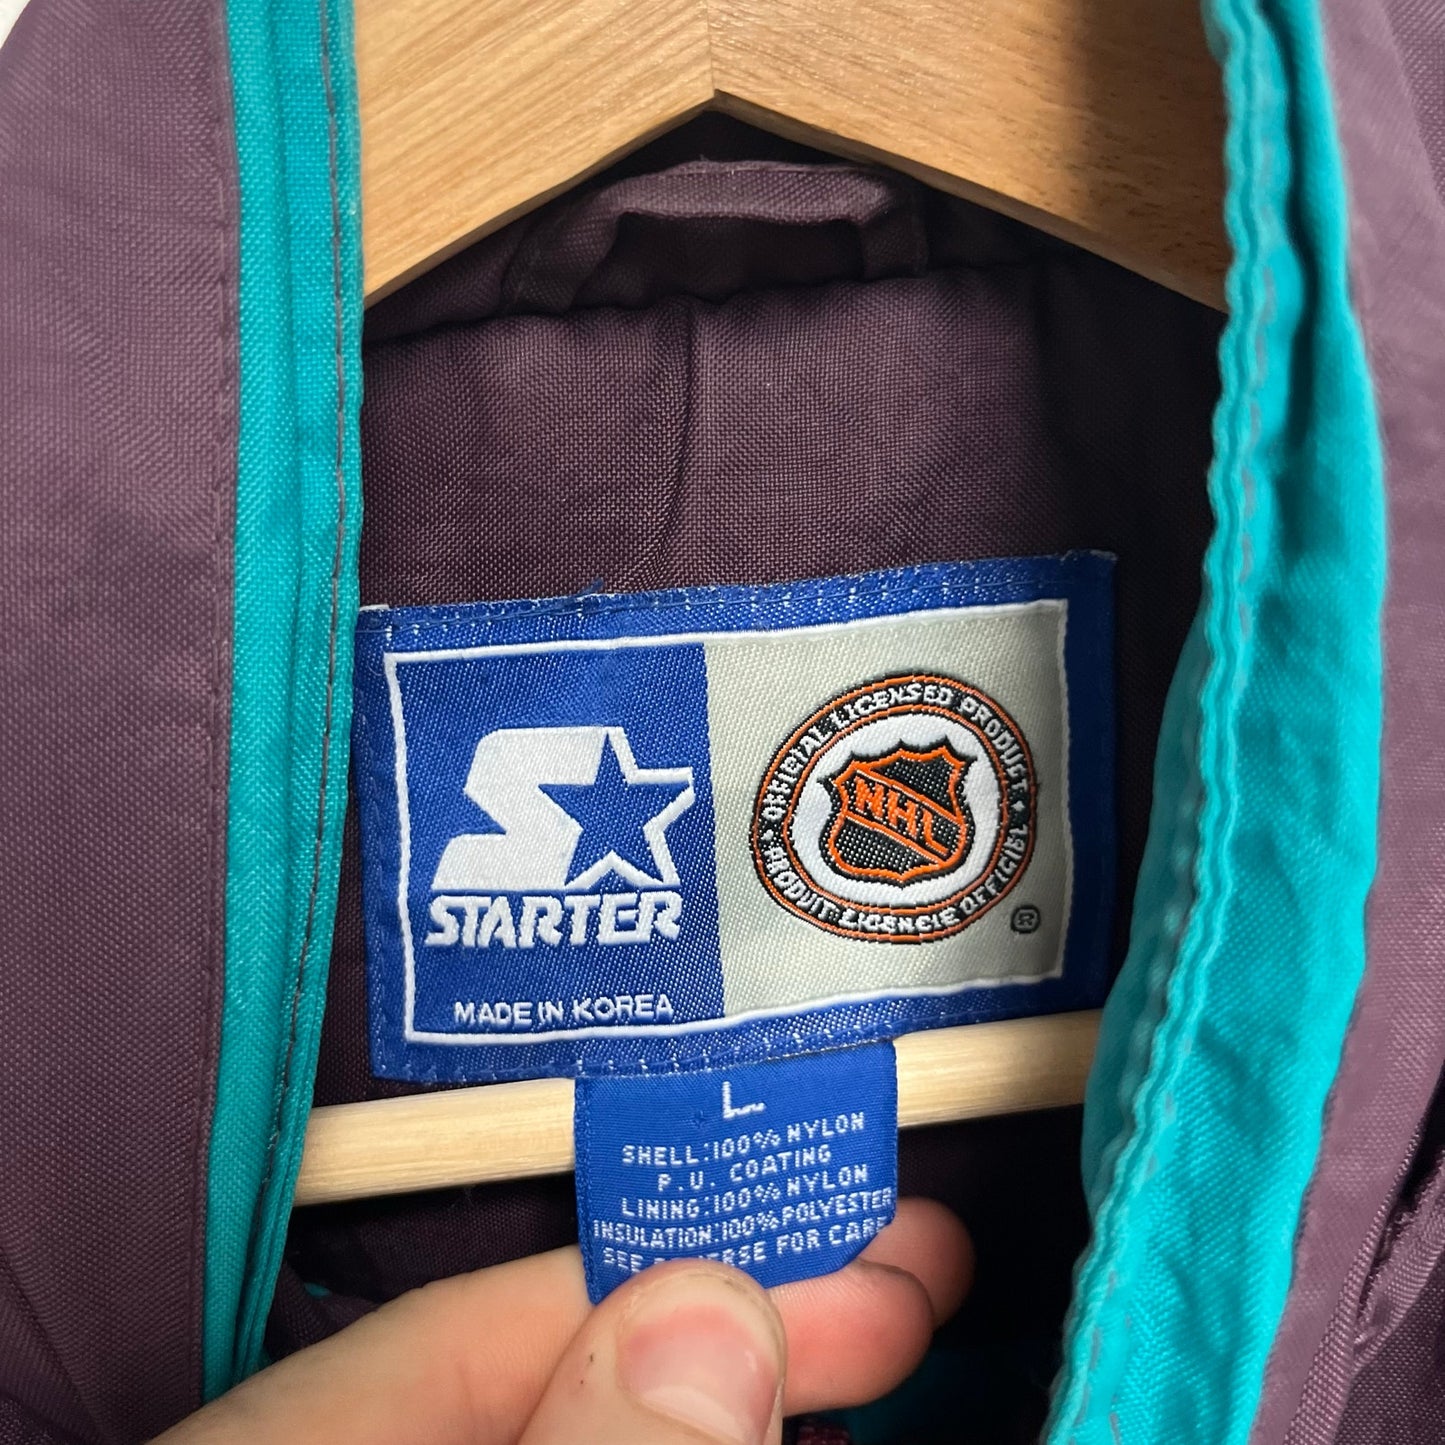 STARTER
MADE IN KOREA
OFFICIAL LICENSED PRODUCT
NHL
PRODUIT LICENCIE OFFICIEL
®
L
SHELL:100% NYLON
P.U. COATING
LINING:100% NYLON
INSULATION:100% POLYESTER
SEE FOR CARE